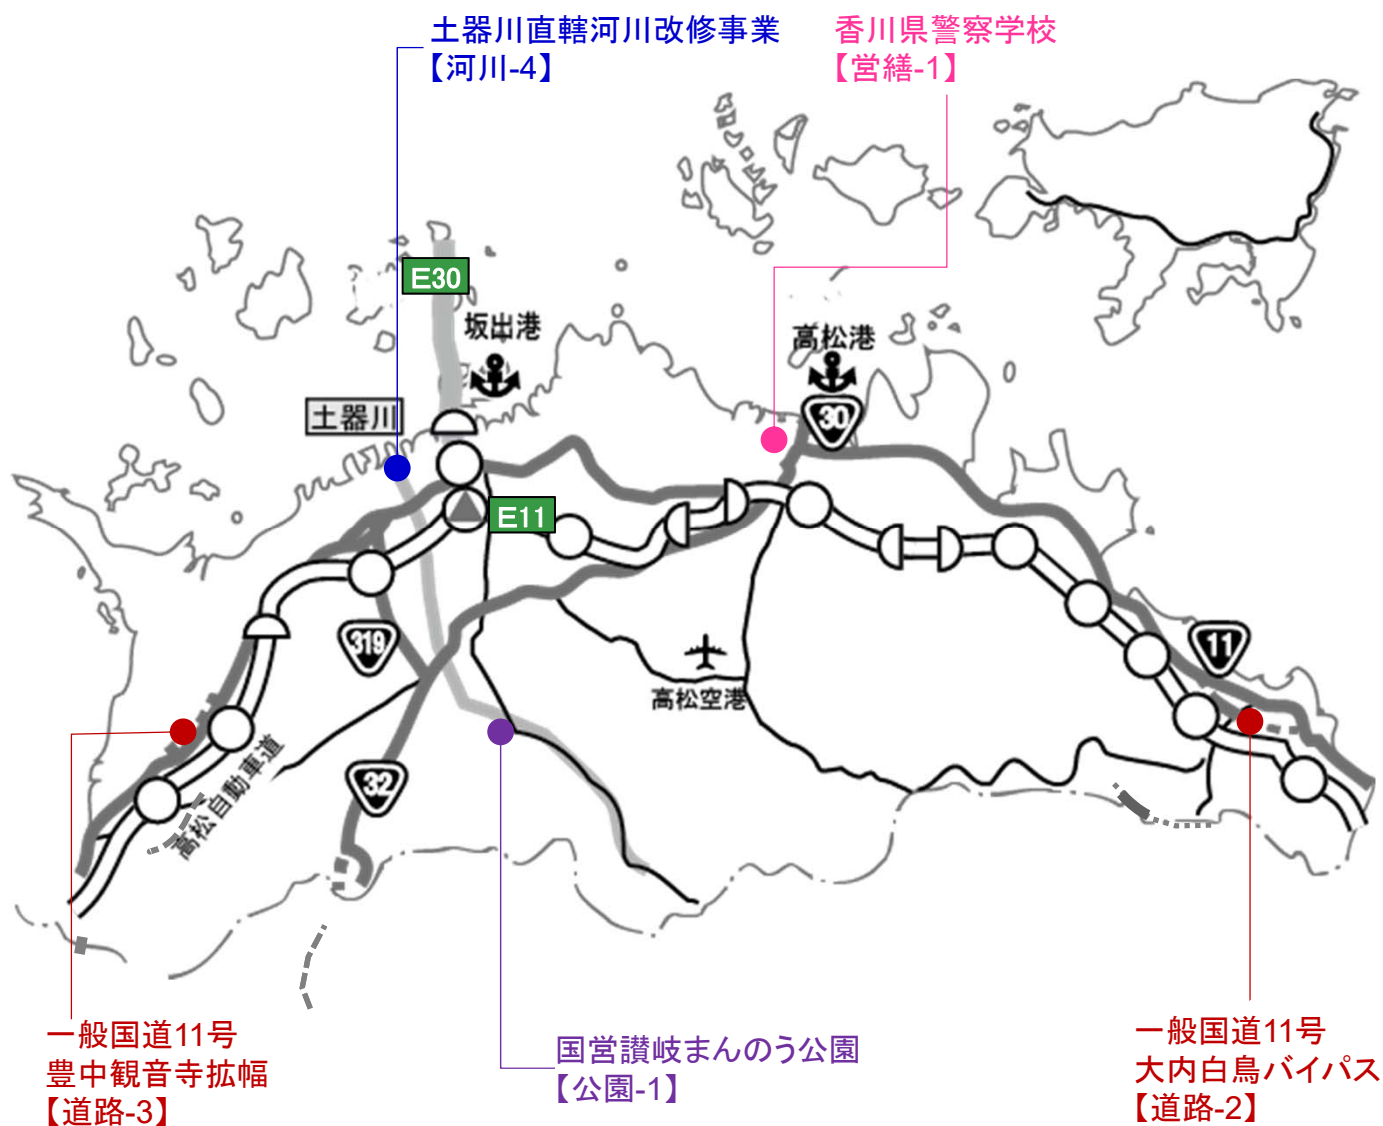 土器川直轄河川改修事業
【河川-4】
香川県警察学校
【営繕-1】
E30
坂出港
高松港
30
土器川
E11
319
11
高松空港
32
高松自動車道
一般国道11号
豊中観音寺拡幅
【道路-3】
国営讃岐まんのう公園
【公園-1】
一般国道11号
大内白鳥バイパス
【道路-2】